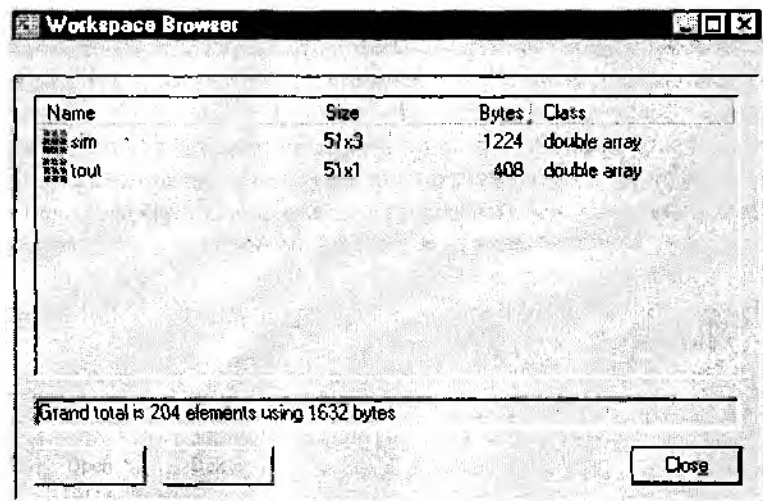 Workspace Browser
Name Size Bytes Class
sim 51x3 1224 double array
tout 51x1 408 double array
Grand total is 204 elements using 1632 bytes
Close